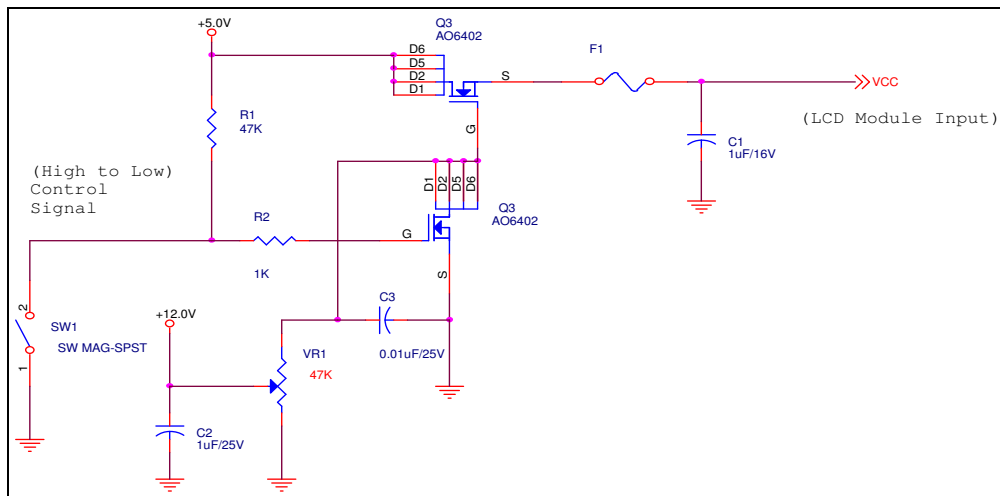 +5.0V
Q3
AO6402
D6
D5
D2
D1
S
G
F1
VCC
(LCD Module Input)
C1
1uF/16V
R1
47K
(High to Low)
Control
Signal
R2
1K
G
D1
D2
D5
D6
Q3
AO6402
S
2
SW1
SW MAG-SPST
1
+12.0V
C3
0.01uF/25V
VR1
47K
C2
1uF/25V